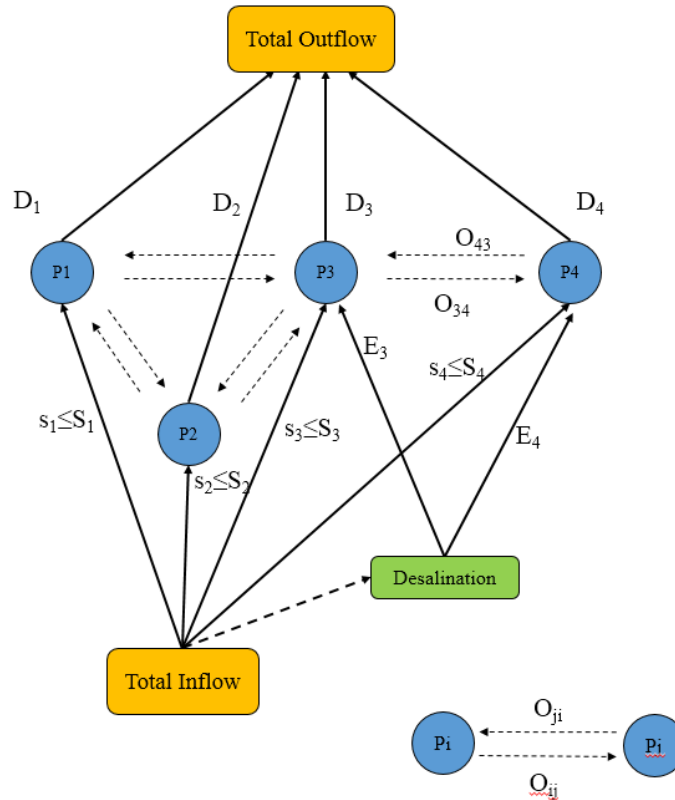 Total Outflow
D₁
D₂
D₃
D₄
P1
P3
O₄₃
P4
O₃₄
E₃
s₄≤S₄
s₁≤S₁
P2
s₃≤S₃
E₄
s₂≤S₂
Desalination
Total Inflow
Oⱼᵢ
Pi
Pj
Oᵢⱼ